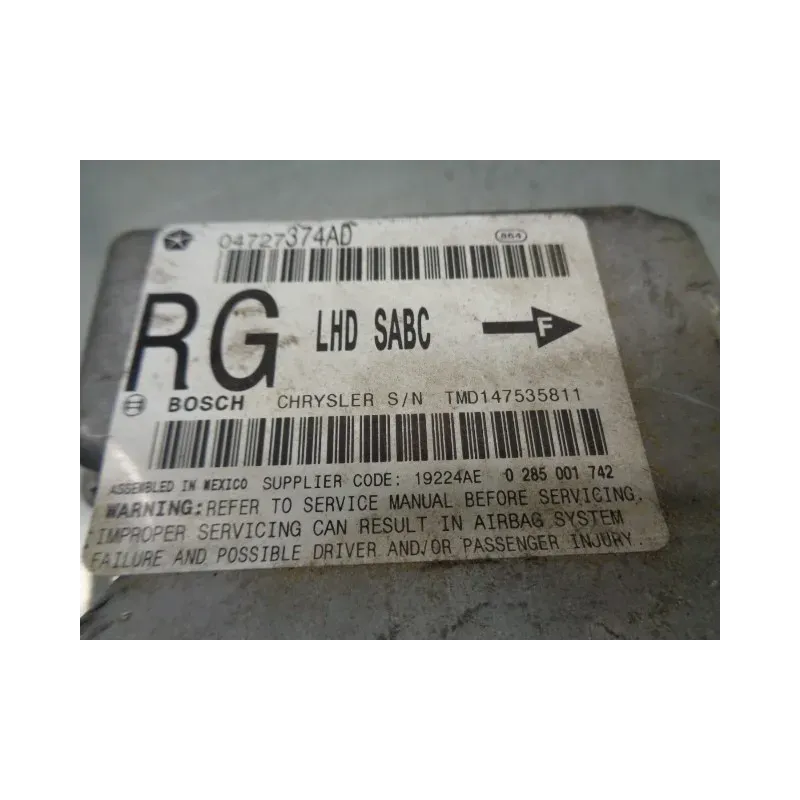 04727374AD 864
RG LHD SABC F
BOSCH CHRYSLER S/N TMD147535811
ASSEMBLED IN MEXICO SUPPLIER CODE: 19224AE 0 285 001 742
WARNING: REFER TO SERVICE MANUAL BEFORE SERVICING.
IMPROPER SERVICING CAN RESULT IN AIRBAG SYSTEM
FAILURE AND POSSIBLE DRIVER AND/OR PASSENGER INJURY.